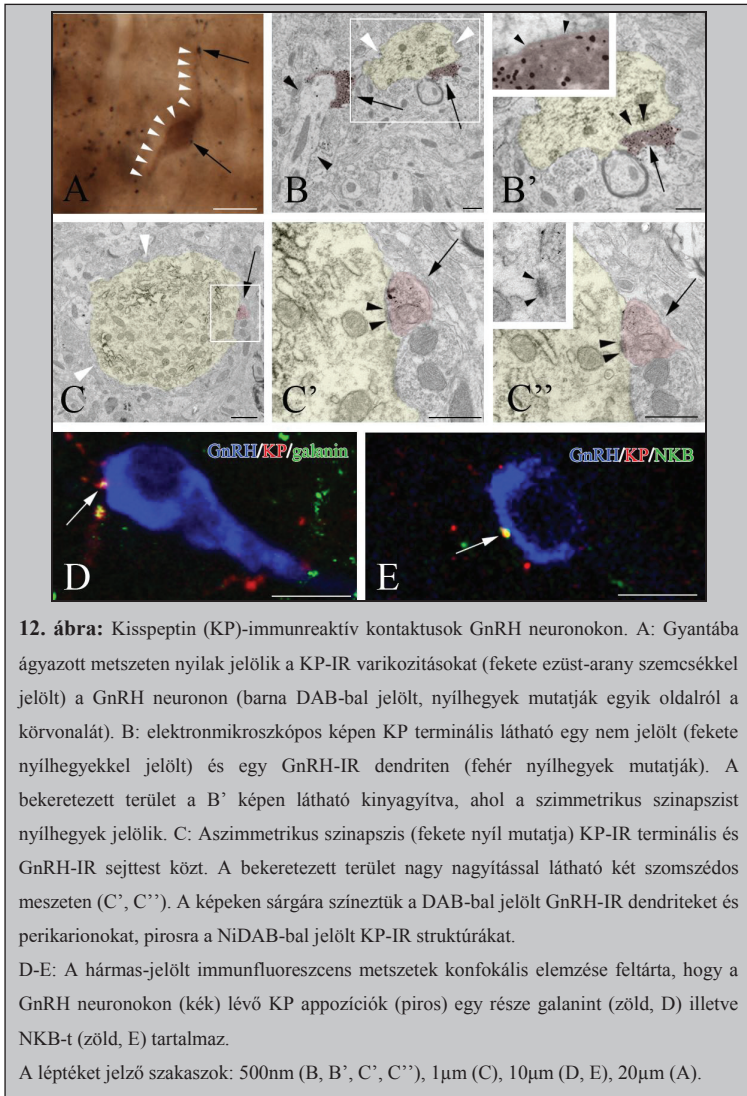 A
B
B’
C
C’
C’’
GnRH/KP/galanin
D
GnRH/KP/NKB
E
12. ábra: Kisspeptin (KP)-immunreaktív kontaktusok GnRH neuronokon. A: Gyantába
ágyazott metszeten nyilak jelölik a KP-IR varikozitásokat (fekete ezüst-arany szemcsékkel
jelölt) a GnRH neuronon (barna DAB-bal jelölt, nyílhegyek mutatják egyik oldalról a
körvonalát). B: elektronmikroszkópos képen KP terminális látható egy nem jelölt (fekete
nyílhegyekkel jelölt) és egy GnRH-IR dendriten (fehér nyílhegyek mutatják). A
bekeretezett terület a B’ képen látható kinyagyítva, ahol a szimmetrikus szinapszist
nyílhegyek jelölik. C: Aszimmetrikus szinapszis (fekete nyíl mutatja) KP-IR terminális és
GnRH-IR sejttest közt. A bekeretezett terület nagy nagyítással látható két szomszédos
meszeten (C’, C’’). A képeken sárgára színeztük a DAB-bal jelölt GnRH-IR dendriteket és
perikarionokat, pirosra a NiDAB-bal jelölt KP-IR struktúrákat.
D-E: A hármas-jelölt immunfluoreszcens metszetek konfokális elemzése feltárta, hogy a
GnRH neuronokon (kék) lévő KP appozíciók (piros) egy része galanint (zöld, D) illetve
NKB-t (zöld, E) tartalmaz.
A léptéket jelző szakaszok: 500nm (B, B’, C’, C’’), 1µm (C), 10µm (D, E), 20µm (A).